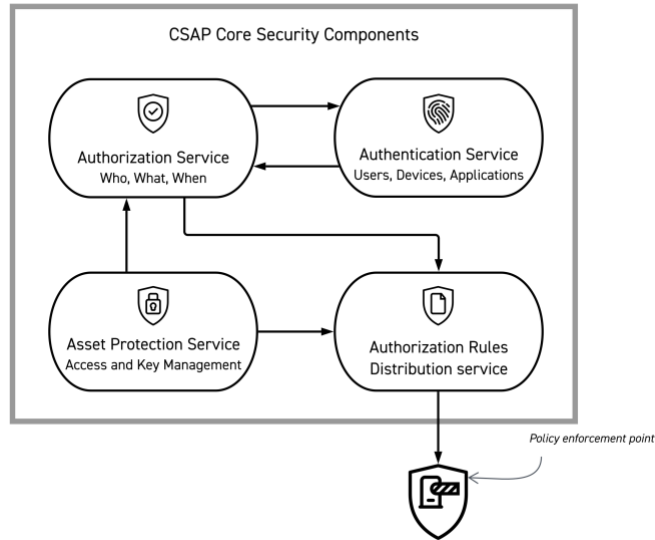 CSAP Core Security Components
Authorization Service
Who, What, When
Authentication Service
Users, Devices, Applications
Asset Protection Service
Access and Key Management
Authorization Rules
Distribution service
Policy enforcement point